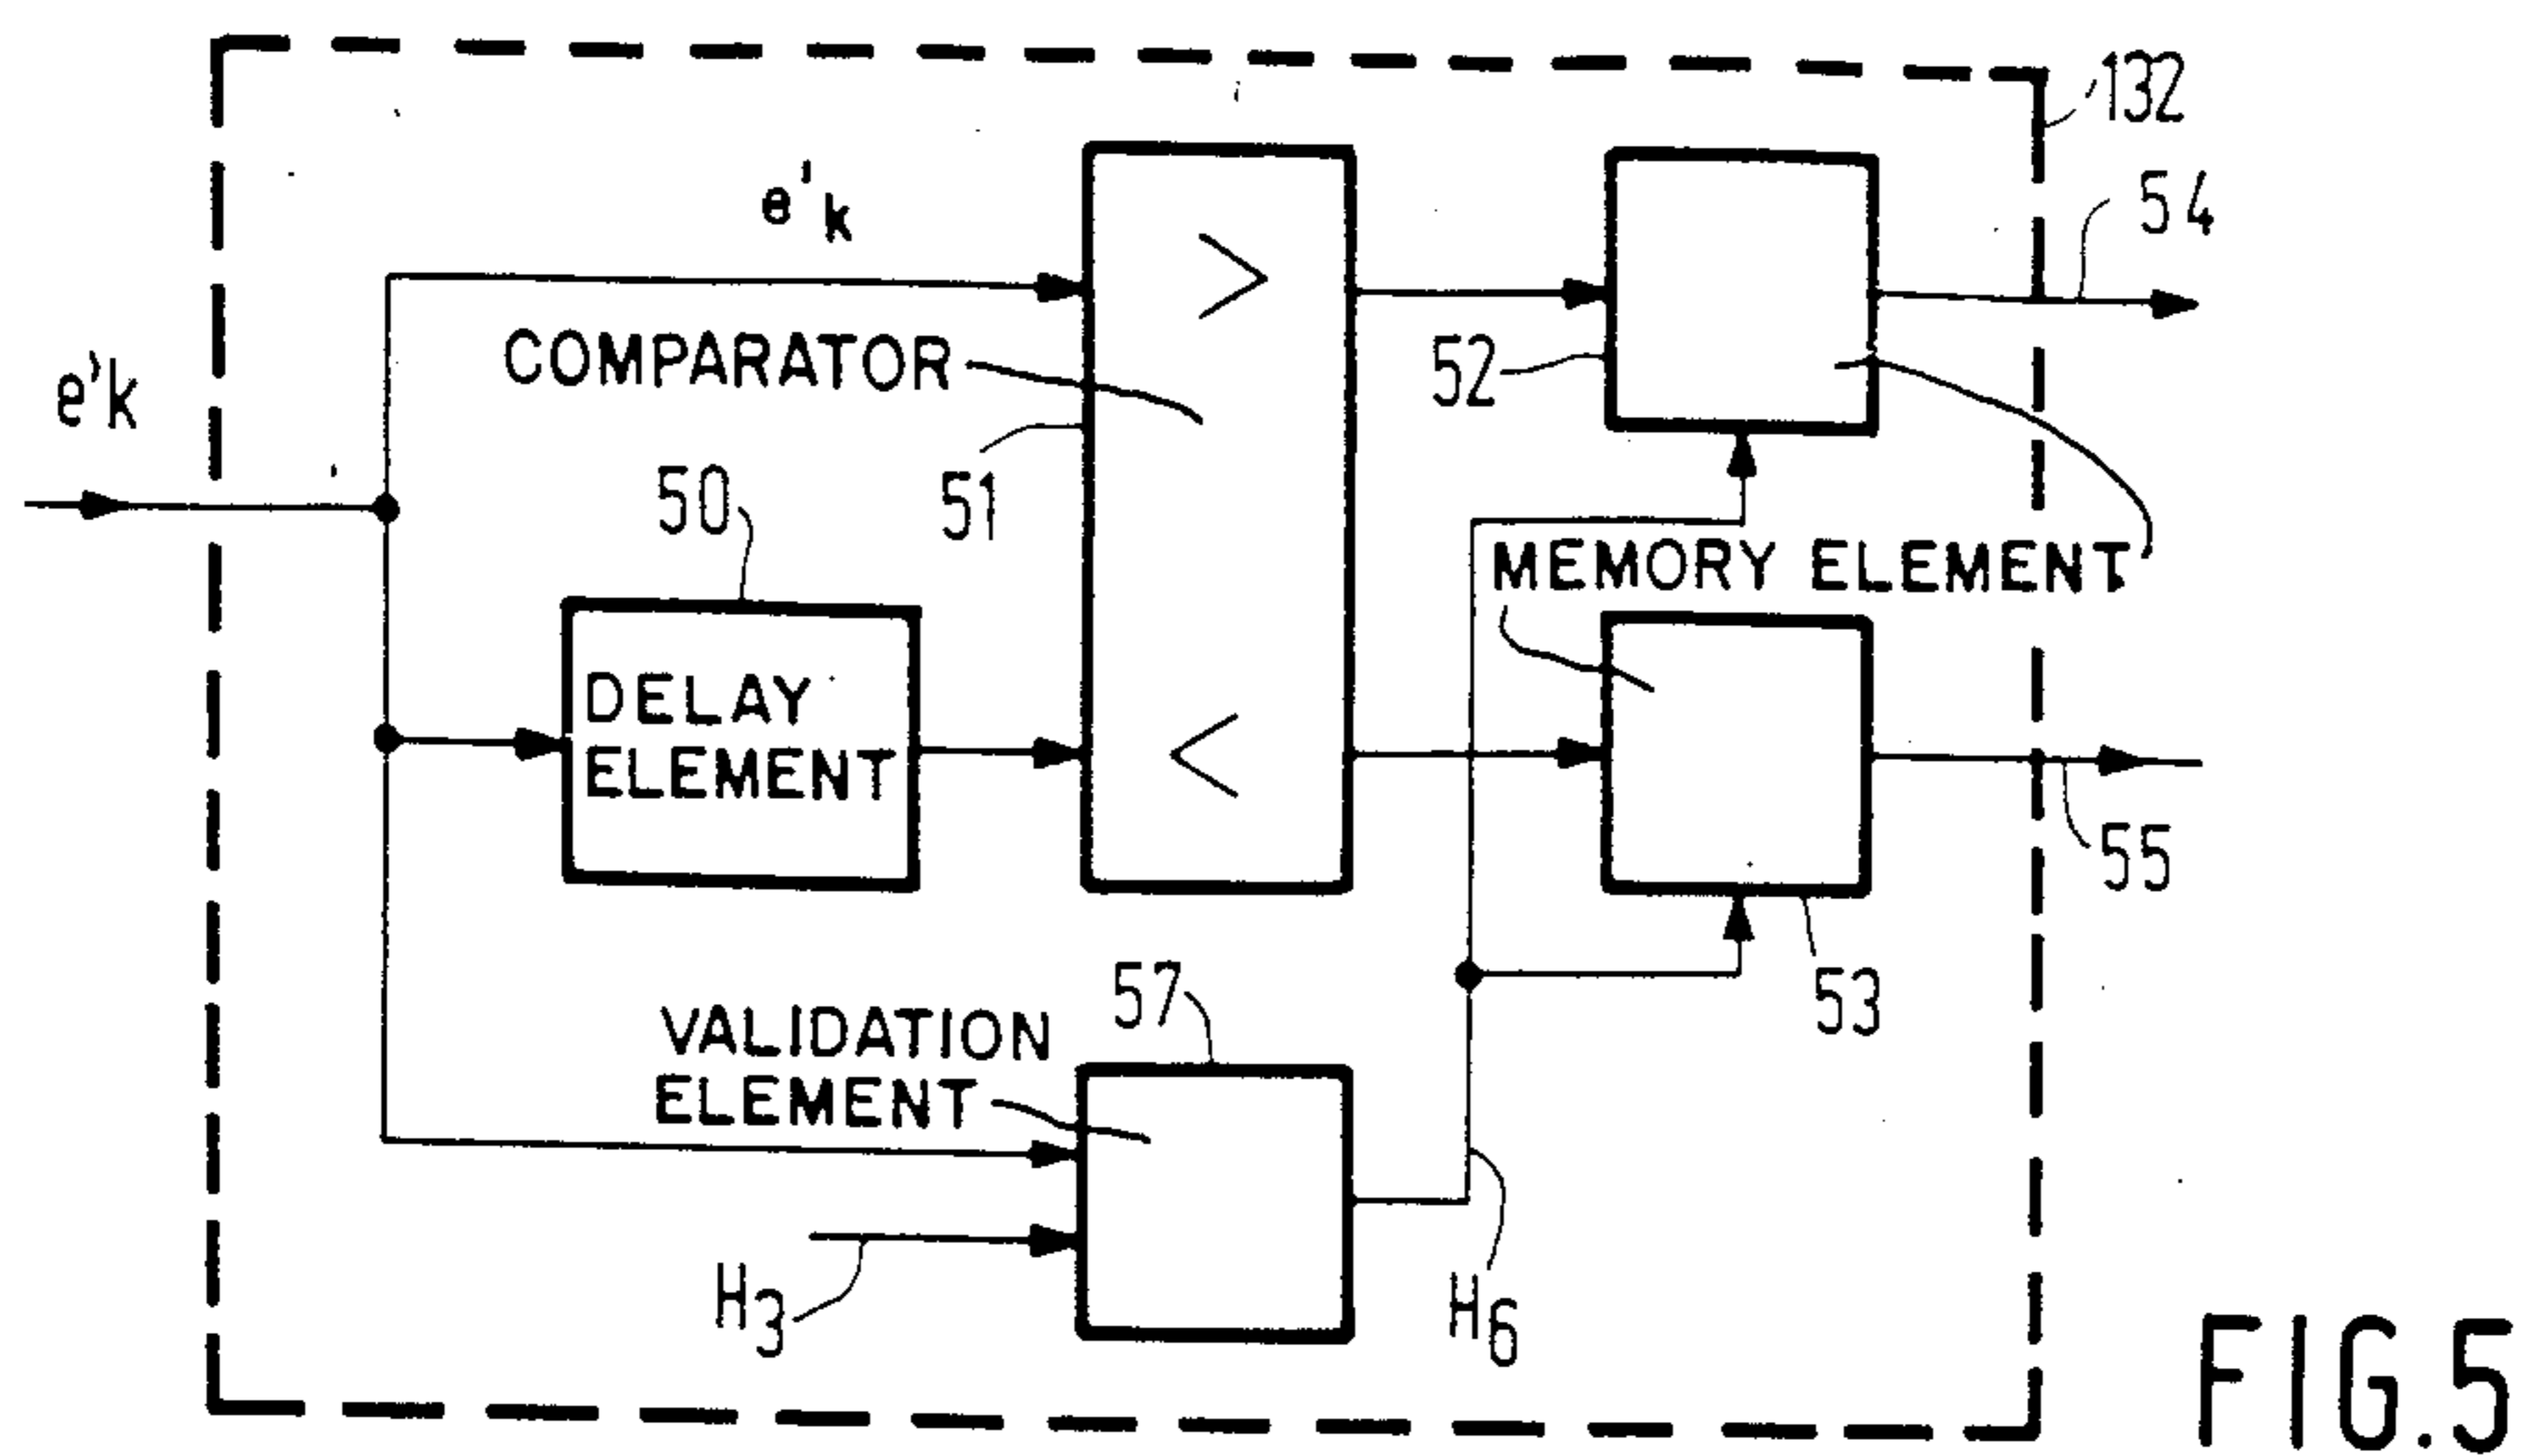 132
54
e'k
e'k
COMPARATOR
52
51
50
MEMORY ELEMENT
DELAY
ELEMENT
>
<
55
53
57
VALIDATION
ELEMENT
H3
H6
FIG.5